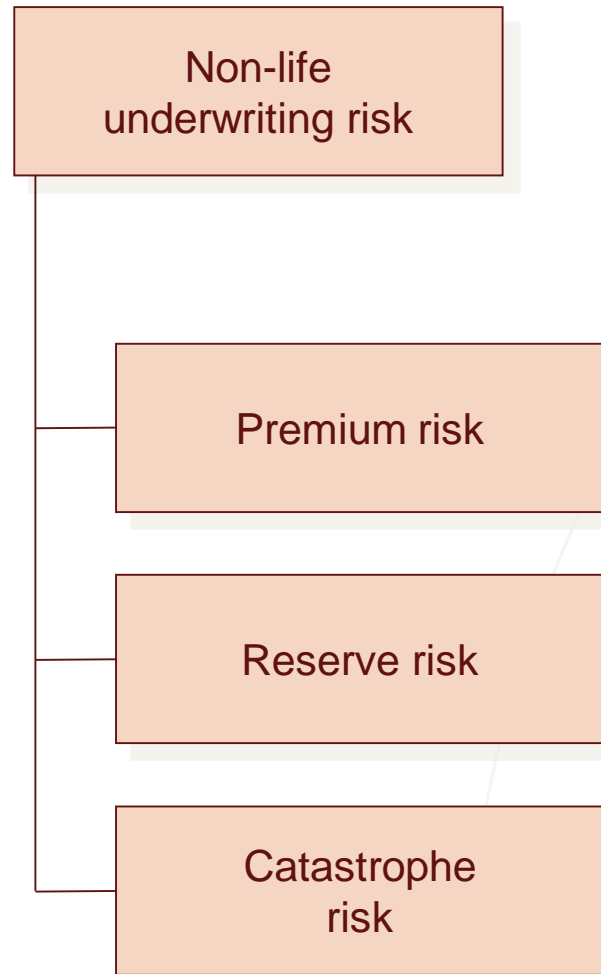 Non-life
underwriting risk
Premium risk
Reserve risk
Catastrophe
risk